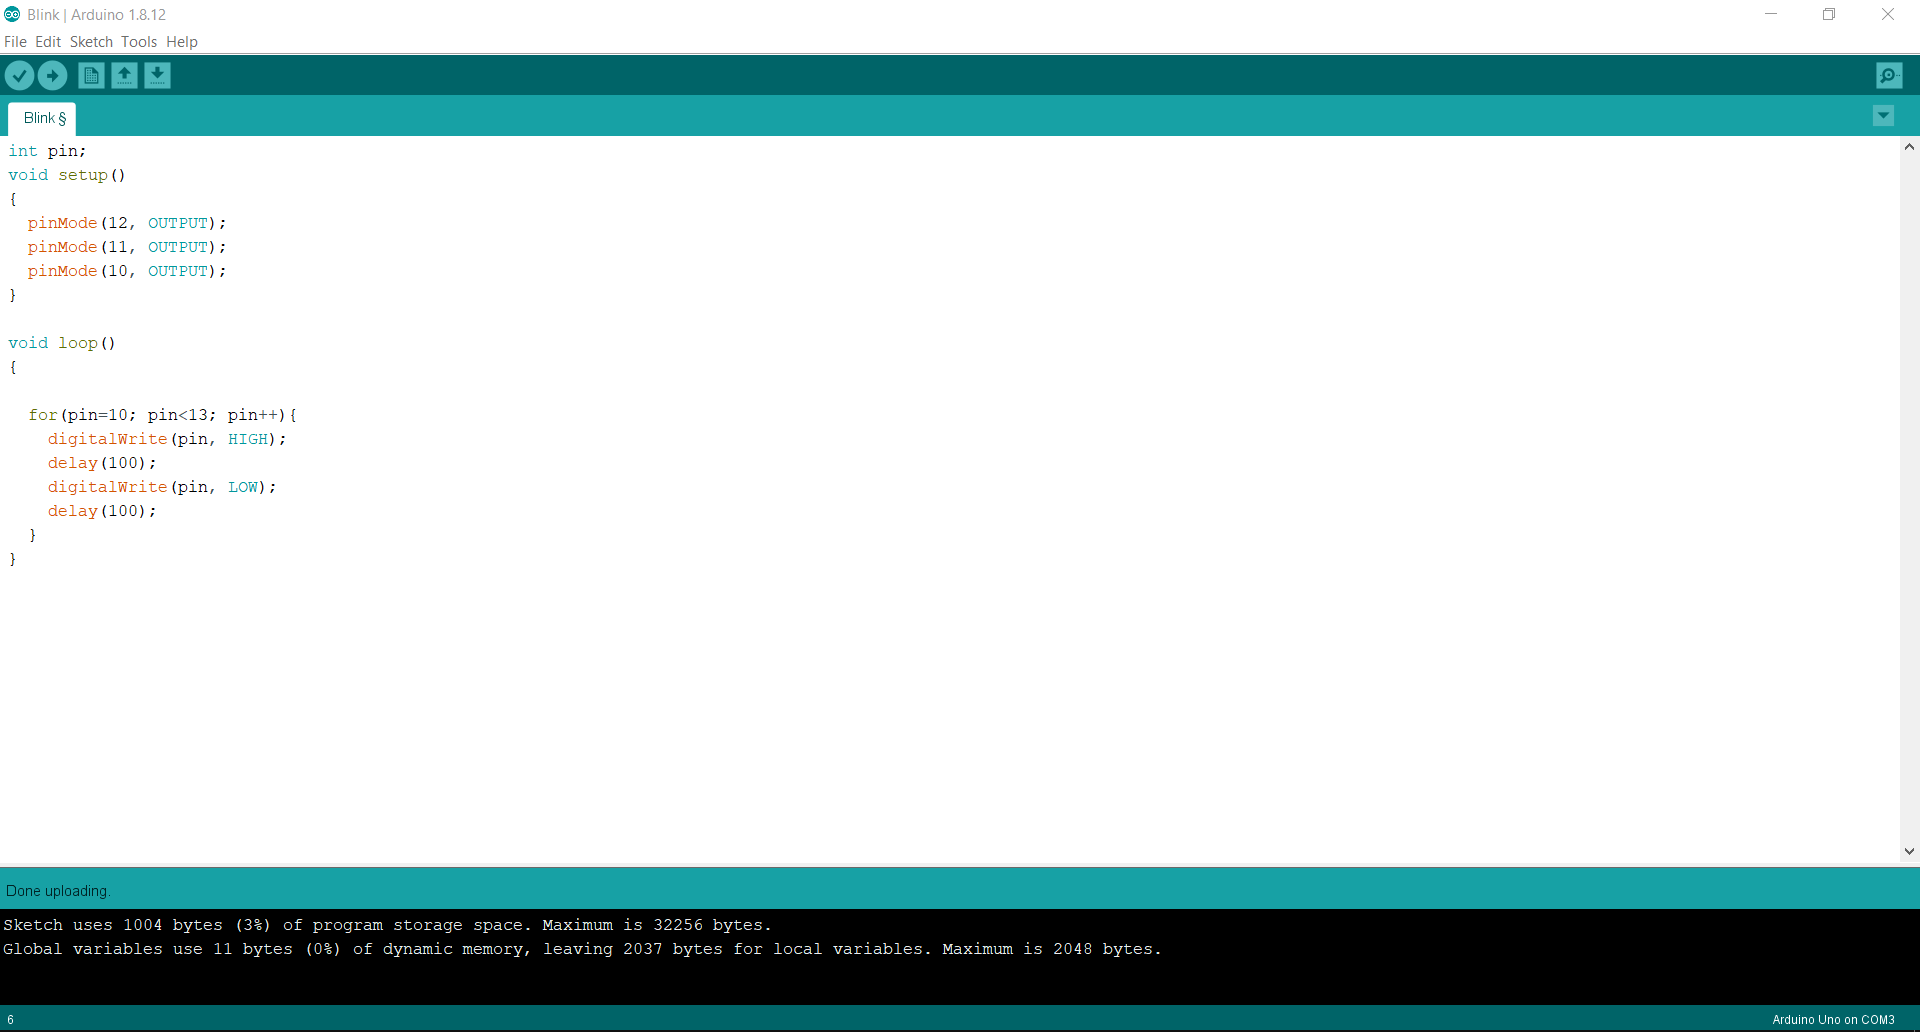 Blink | Arduino 1.8.12
File Edit Sketch Tools Help
Blink §
int pin;
void setup()
{
  pinMode(12, OUTPUT);
  pinMode(11, OUTPUT);
  pinMode(10, OUTPUT);
}
void loop()
{
  for(pin=10; pin<13; pin++){
    digitalWrite(pin, HIGH);
    delay(100);
    digitalWrite(pin, LOW);
    delay(100);
  }
}
Done uploading.
Sketch uses 1004 bytes (3%) of program storage space. Maximum is 32256 bytes.
Global variables use 11 bytes (0%) of dynamic memory, leaving 2037 bytes for local variables. Maximum is 2048 bytes.
6
Arduino Uno on COM3